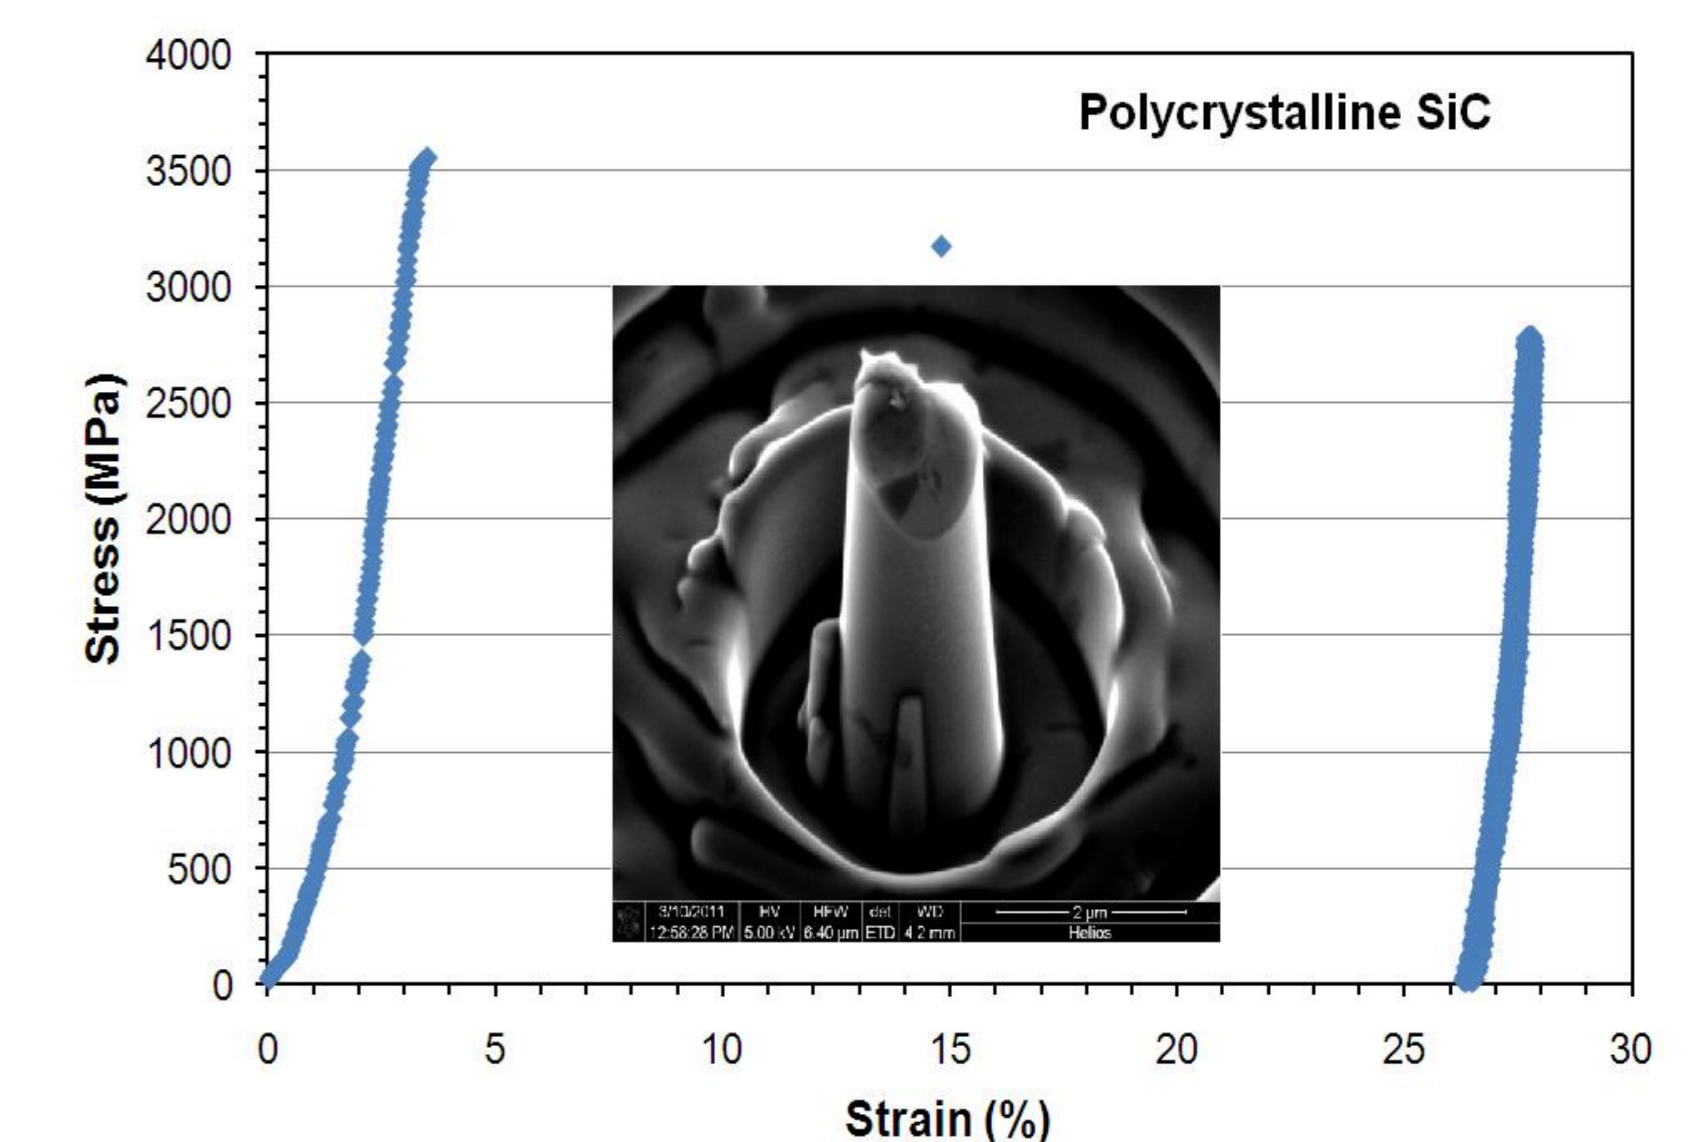 Polycrystalline SiC
Stress (MPa)
4000
3500
3000
2500
2000
1500
1000
500
0
3/10/2011 HV HFW det WD 2 µm
12:58:28 PM 5.00 kV 6.40 µm ETD 4.2 mm Helios
0 5 10 15 20 25 30
Strain (%)